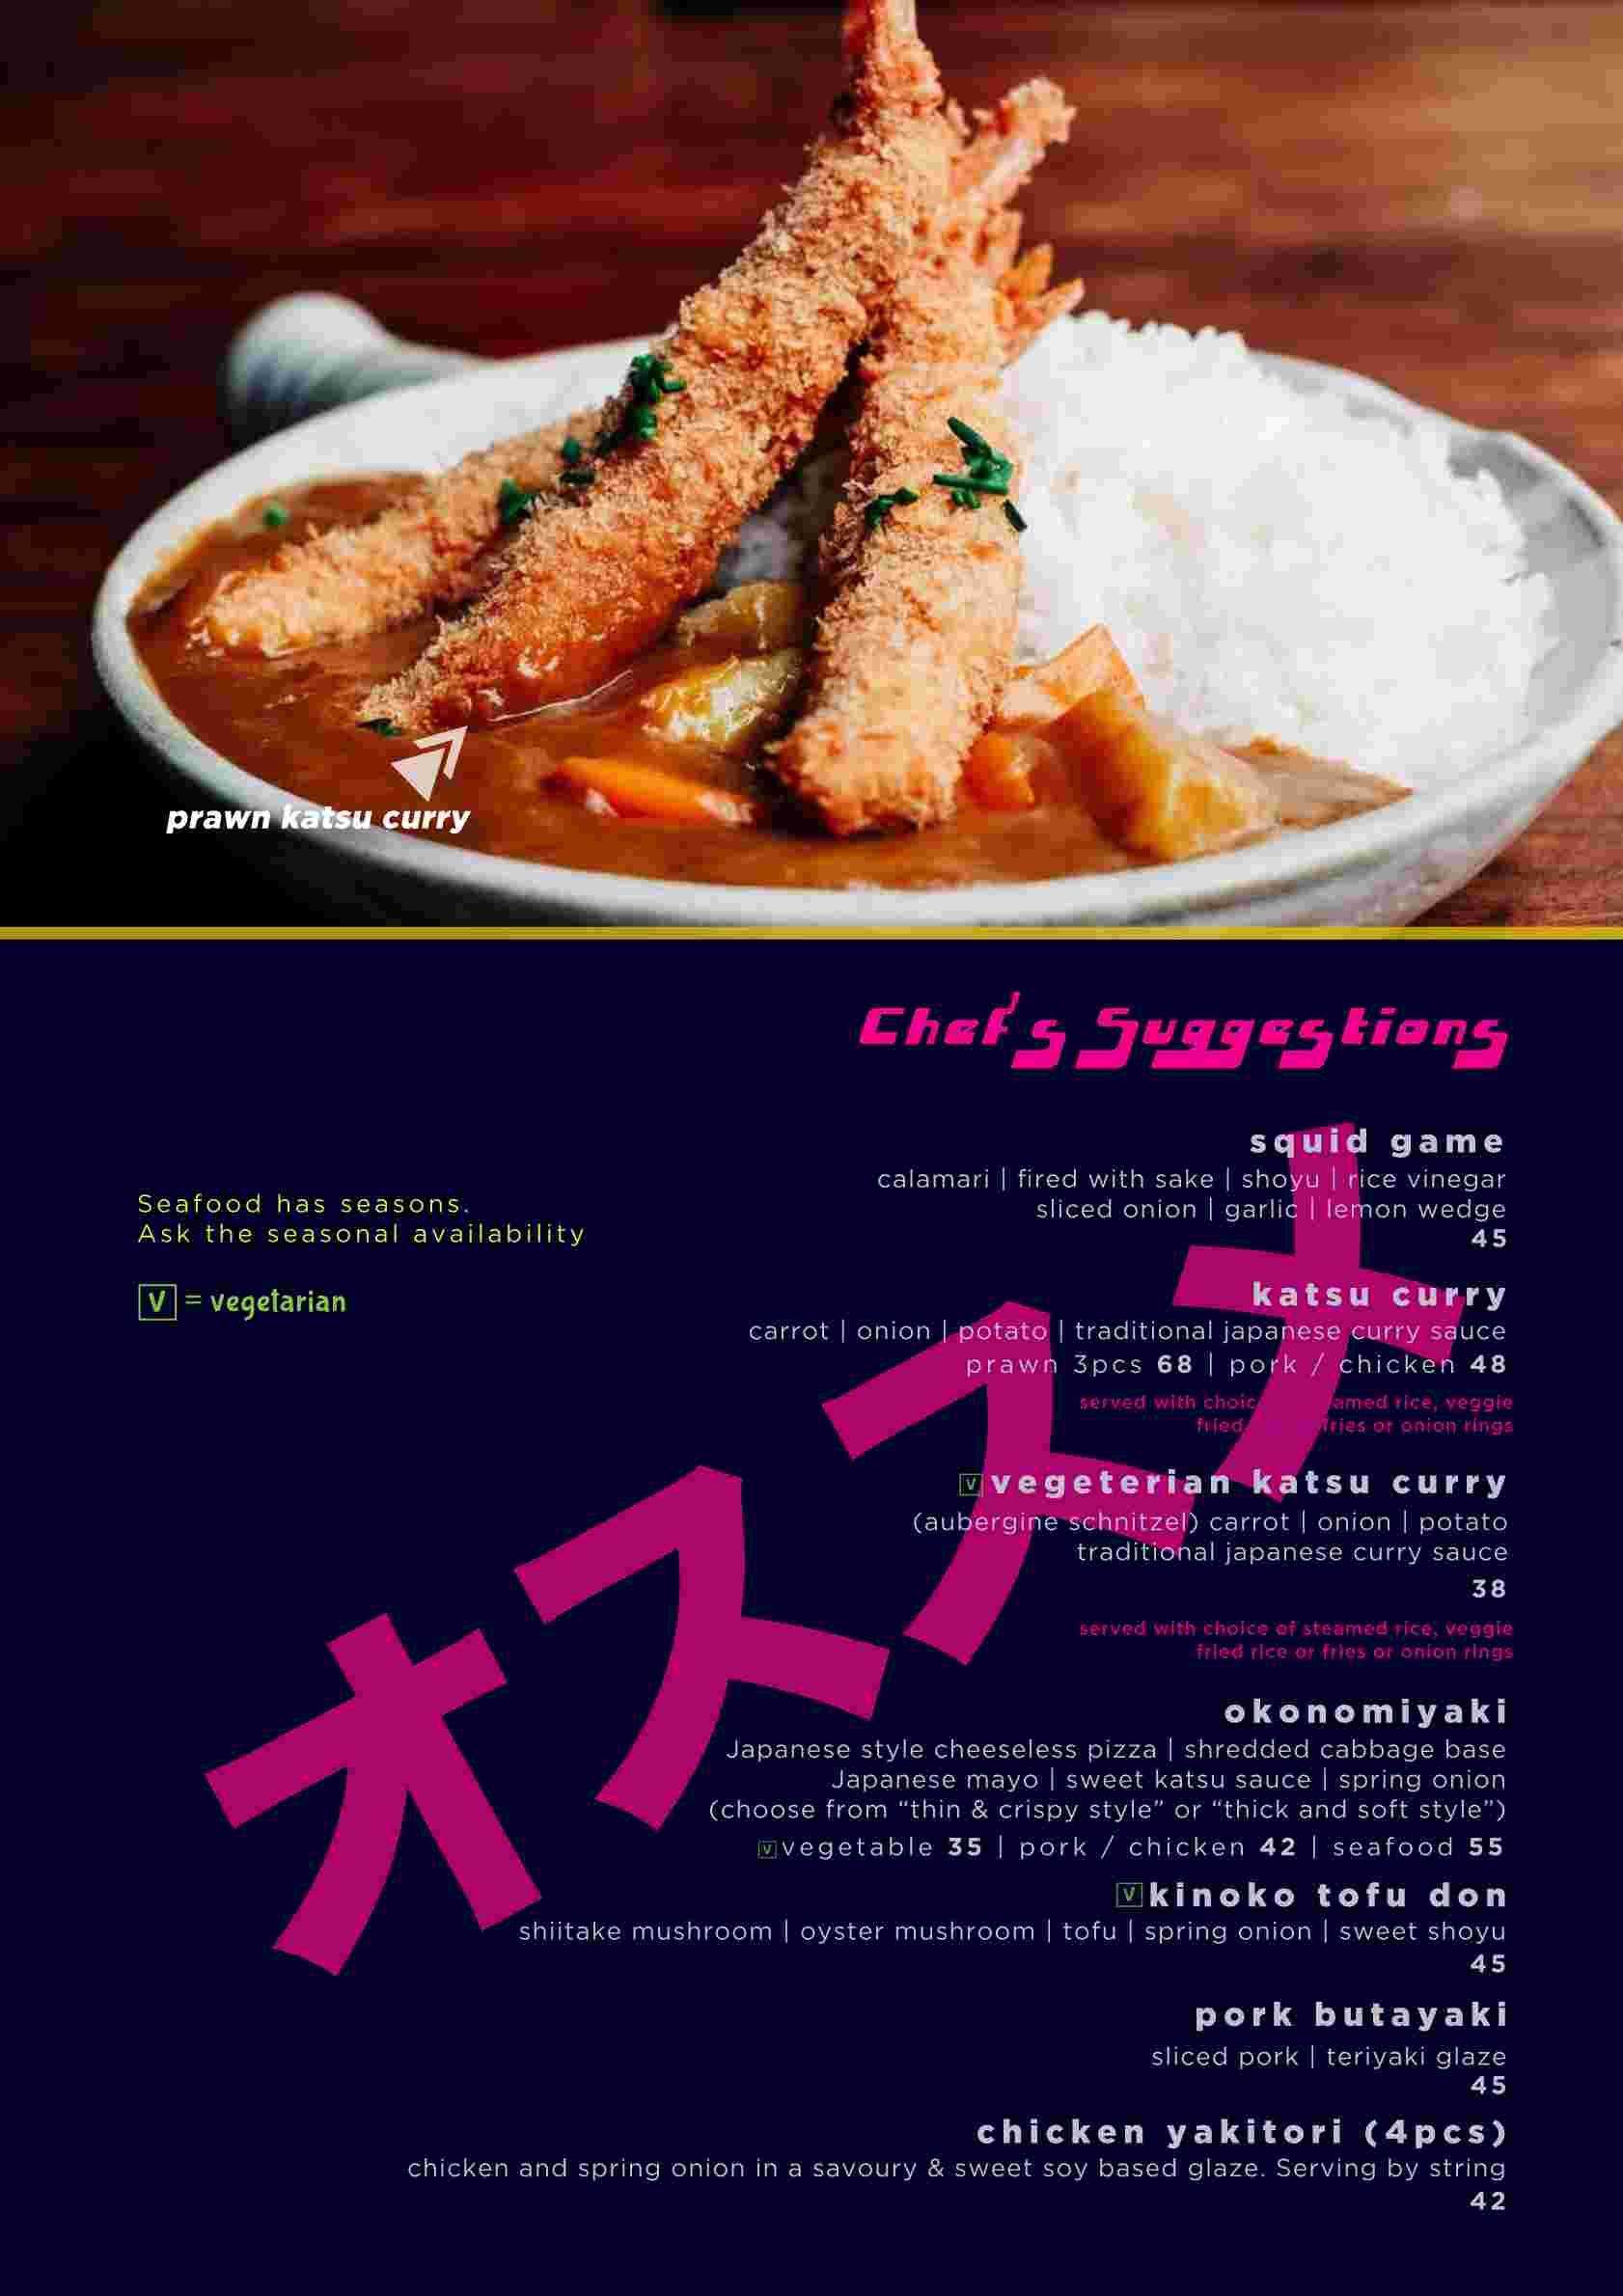 prawn katsu curry
Chef's Suggestions
Seafood has seasons.
Ask the seasonal availability
V = vegetarian
オススメ
squid game
calamari | fired with sake | shoyu | rice vinegar
sliced onion | garlic | lemon wedge
45
katsu curry
carrot | onion | potato | traditional japanese curry sauce
prawn 3pcs 68 | pork / chicken 48
served with rice, veggie
fried or onion rings
V vegeterian katsu curry
(aubergine schnitzel) carrot | onion | potato
traditional japanese curry sauce
38
served with choice of steamed rice, veggie
fried rice or fries or onion rings
okonomiyaki
Japanese style cheeseless pizza | shredded cabbage base
Japanese mayo | sweet katsu sauce | spring onion
(choose from “thin & crispy style” or “thick and soft style”)
V vegetable 35 | pork / chicken 42 | seafood 55
V kinoko tofu don
shiitake mushroom | oyster mushroom | tofu | spring onion | sweet shoyu
45
pork butayaki
sliced pork | teriyaki glaze
45
chicken yakitori (4pcs)
chicken and spring onion in a savoury & sweet soy based glaze. Serving by string
42